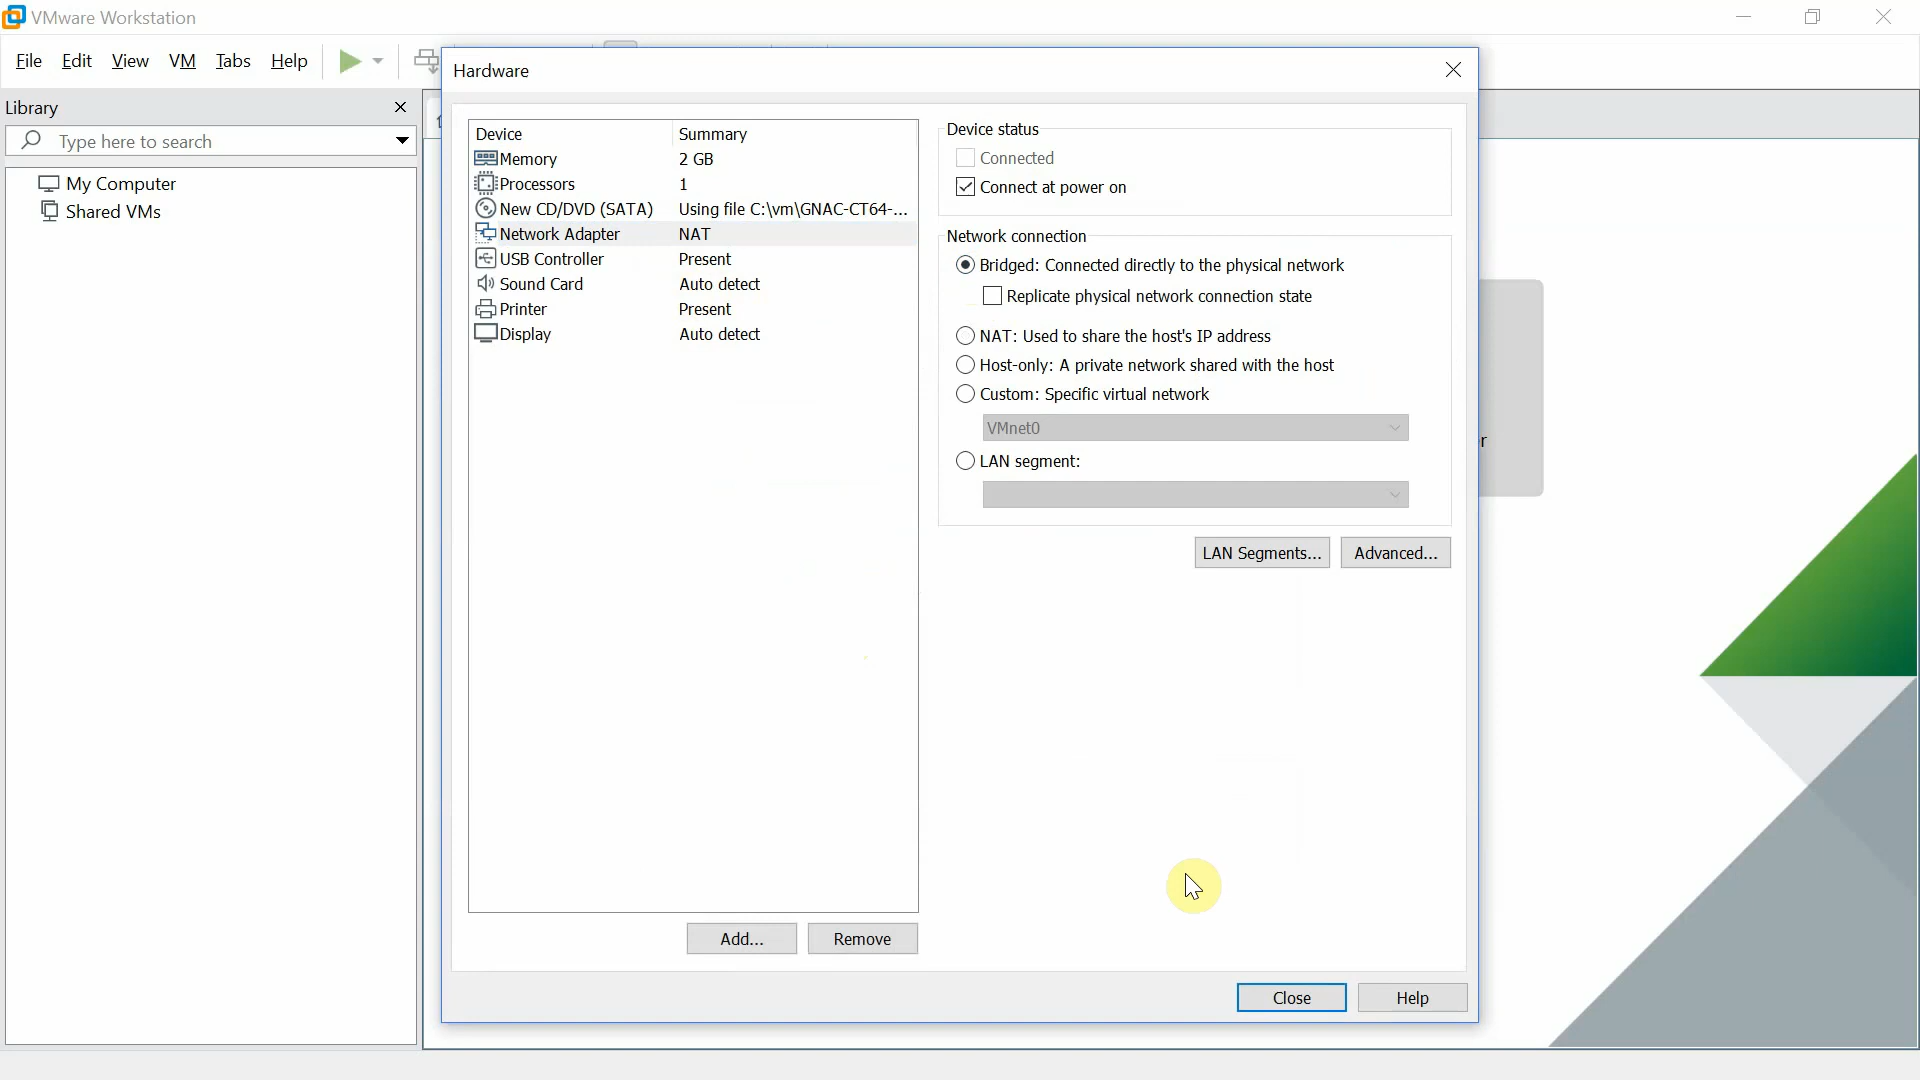 VMware Workstation
File Edit View VM Tabs Help
Library
Type here to search
My Computer
Shared VMs
Hardware
Device Summary
Memory 2 GB
Processors 1
New CD/DVD (SATA) Using file C:\vm\GNAC-CT64-...
Network Adapter NAT
USB Controller Present
Sound Card Auto detect
Printer Present
Display Auto detect
Add... Remove
Device status
Connected
Connect at power on
Network connection
Bridged: Connected directly to the physical network
Replicate physical network connection state
NAT: Used to share the host's IP address
Host-only: A private network shared with the host
Custom: Specific virtual network
VMnet0
LAN segment:
LAN Segments... Advanced...
Close Help